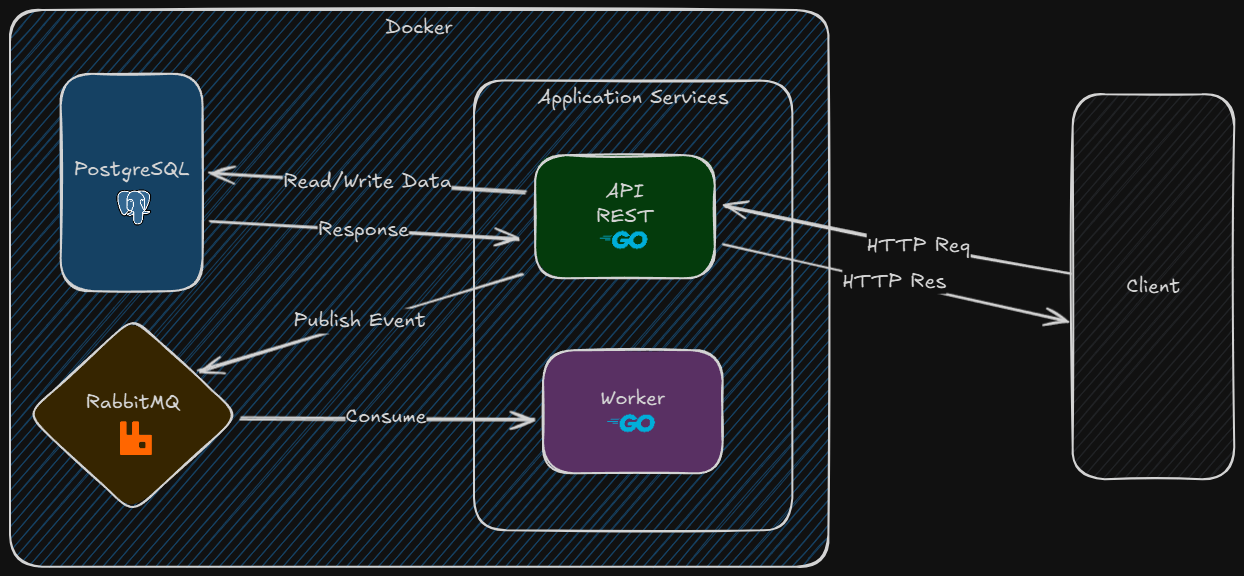 Docker
PostgreSQL
Application Services
API
REST
GO
Read/Write Data
Response
HTTP Req
HTTP Res
Client
Publish Event
RabbitMQ
Consume
Worker
GO